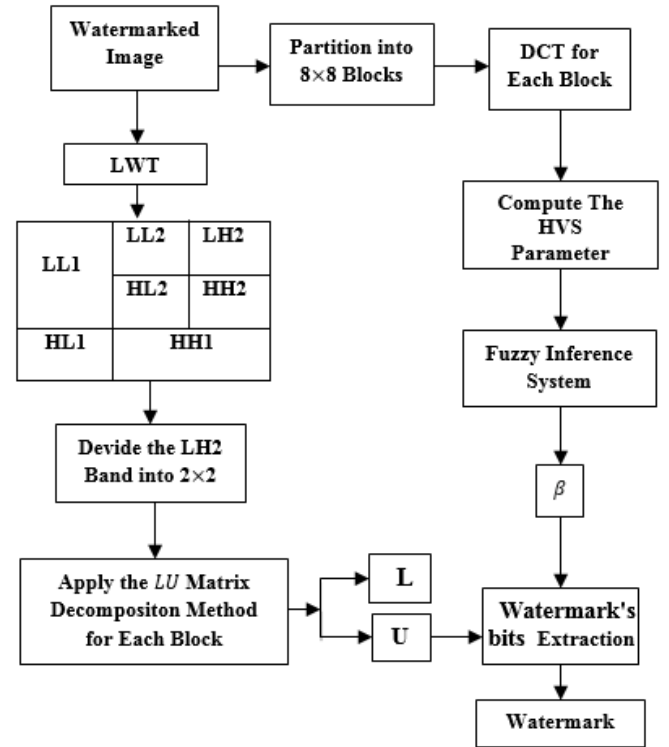 Watermarked
Image
Partition into
8×8 Blocks
DCT for
Each Block
LWT
LL1
LL2
LH2
HL2
HH2
HL1
HH1
Compute The
HVS
Parameter
Fuzzy Inference
System
Devide the LH2
Band into 2×2
β
Apply the LU Matrix
Decompositon Method
for Each Block
L
U
Watermark's
bits Extraction
Watermark